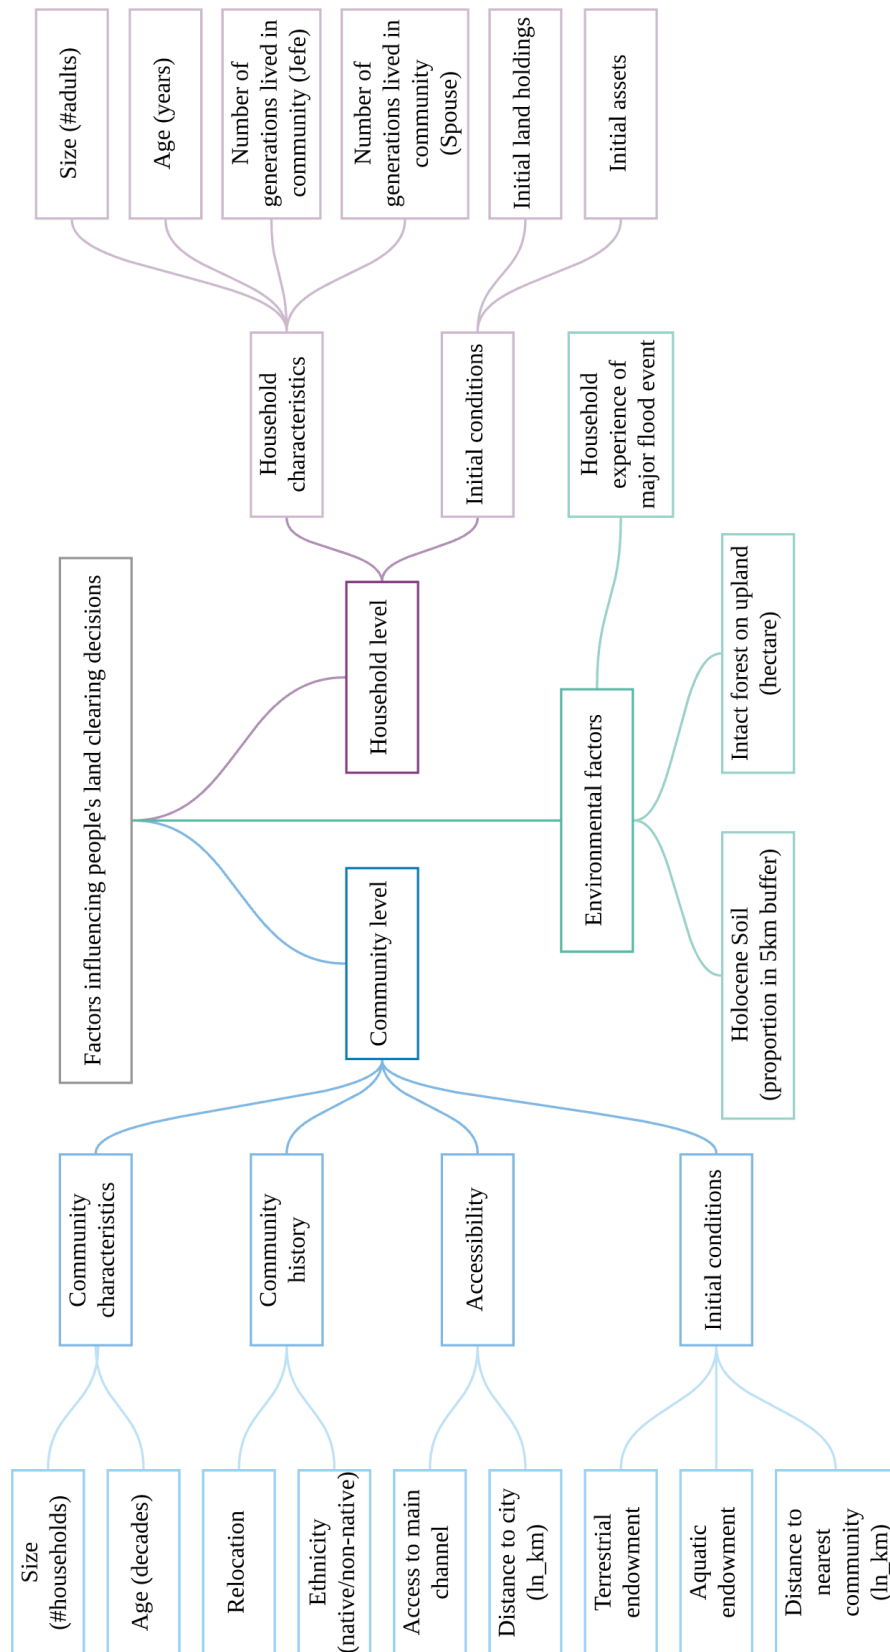 Factors influencing people's land clearing decisions
Community level
Household level
Environmental factors
Community
characteristics
Size
(#households)
Age (decades)
Community
history
Relocation
Ethnicity
(native/non-native)
Accessibility
Access to main
channel
Distance to city
(ln_km)
Initial conditions
Terrestrial
endowment
Aquatic
endowment
Distance to
nearest
community
(ln_km)
Household
characteristics
Size (#adults)
Age (years)
Number of
generations lived in
community (Jefe)
Number of
generations lived in
community
(Spouse)
Initial conditions
Initial land holdings
Initial assets
Household
experience of
major flood event
Holocene Soil
(proportion in 5km buffer)
Intact forest on upland
(hectare)